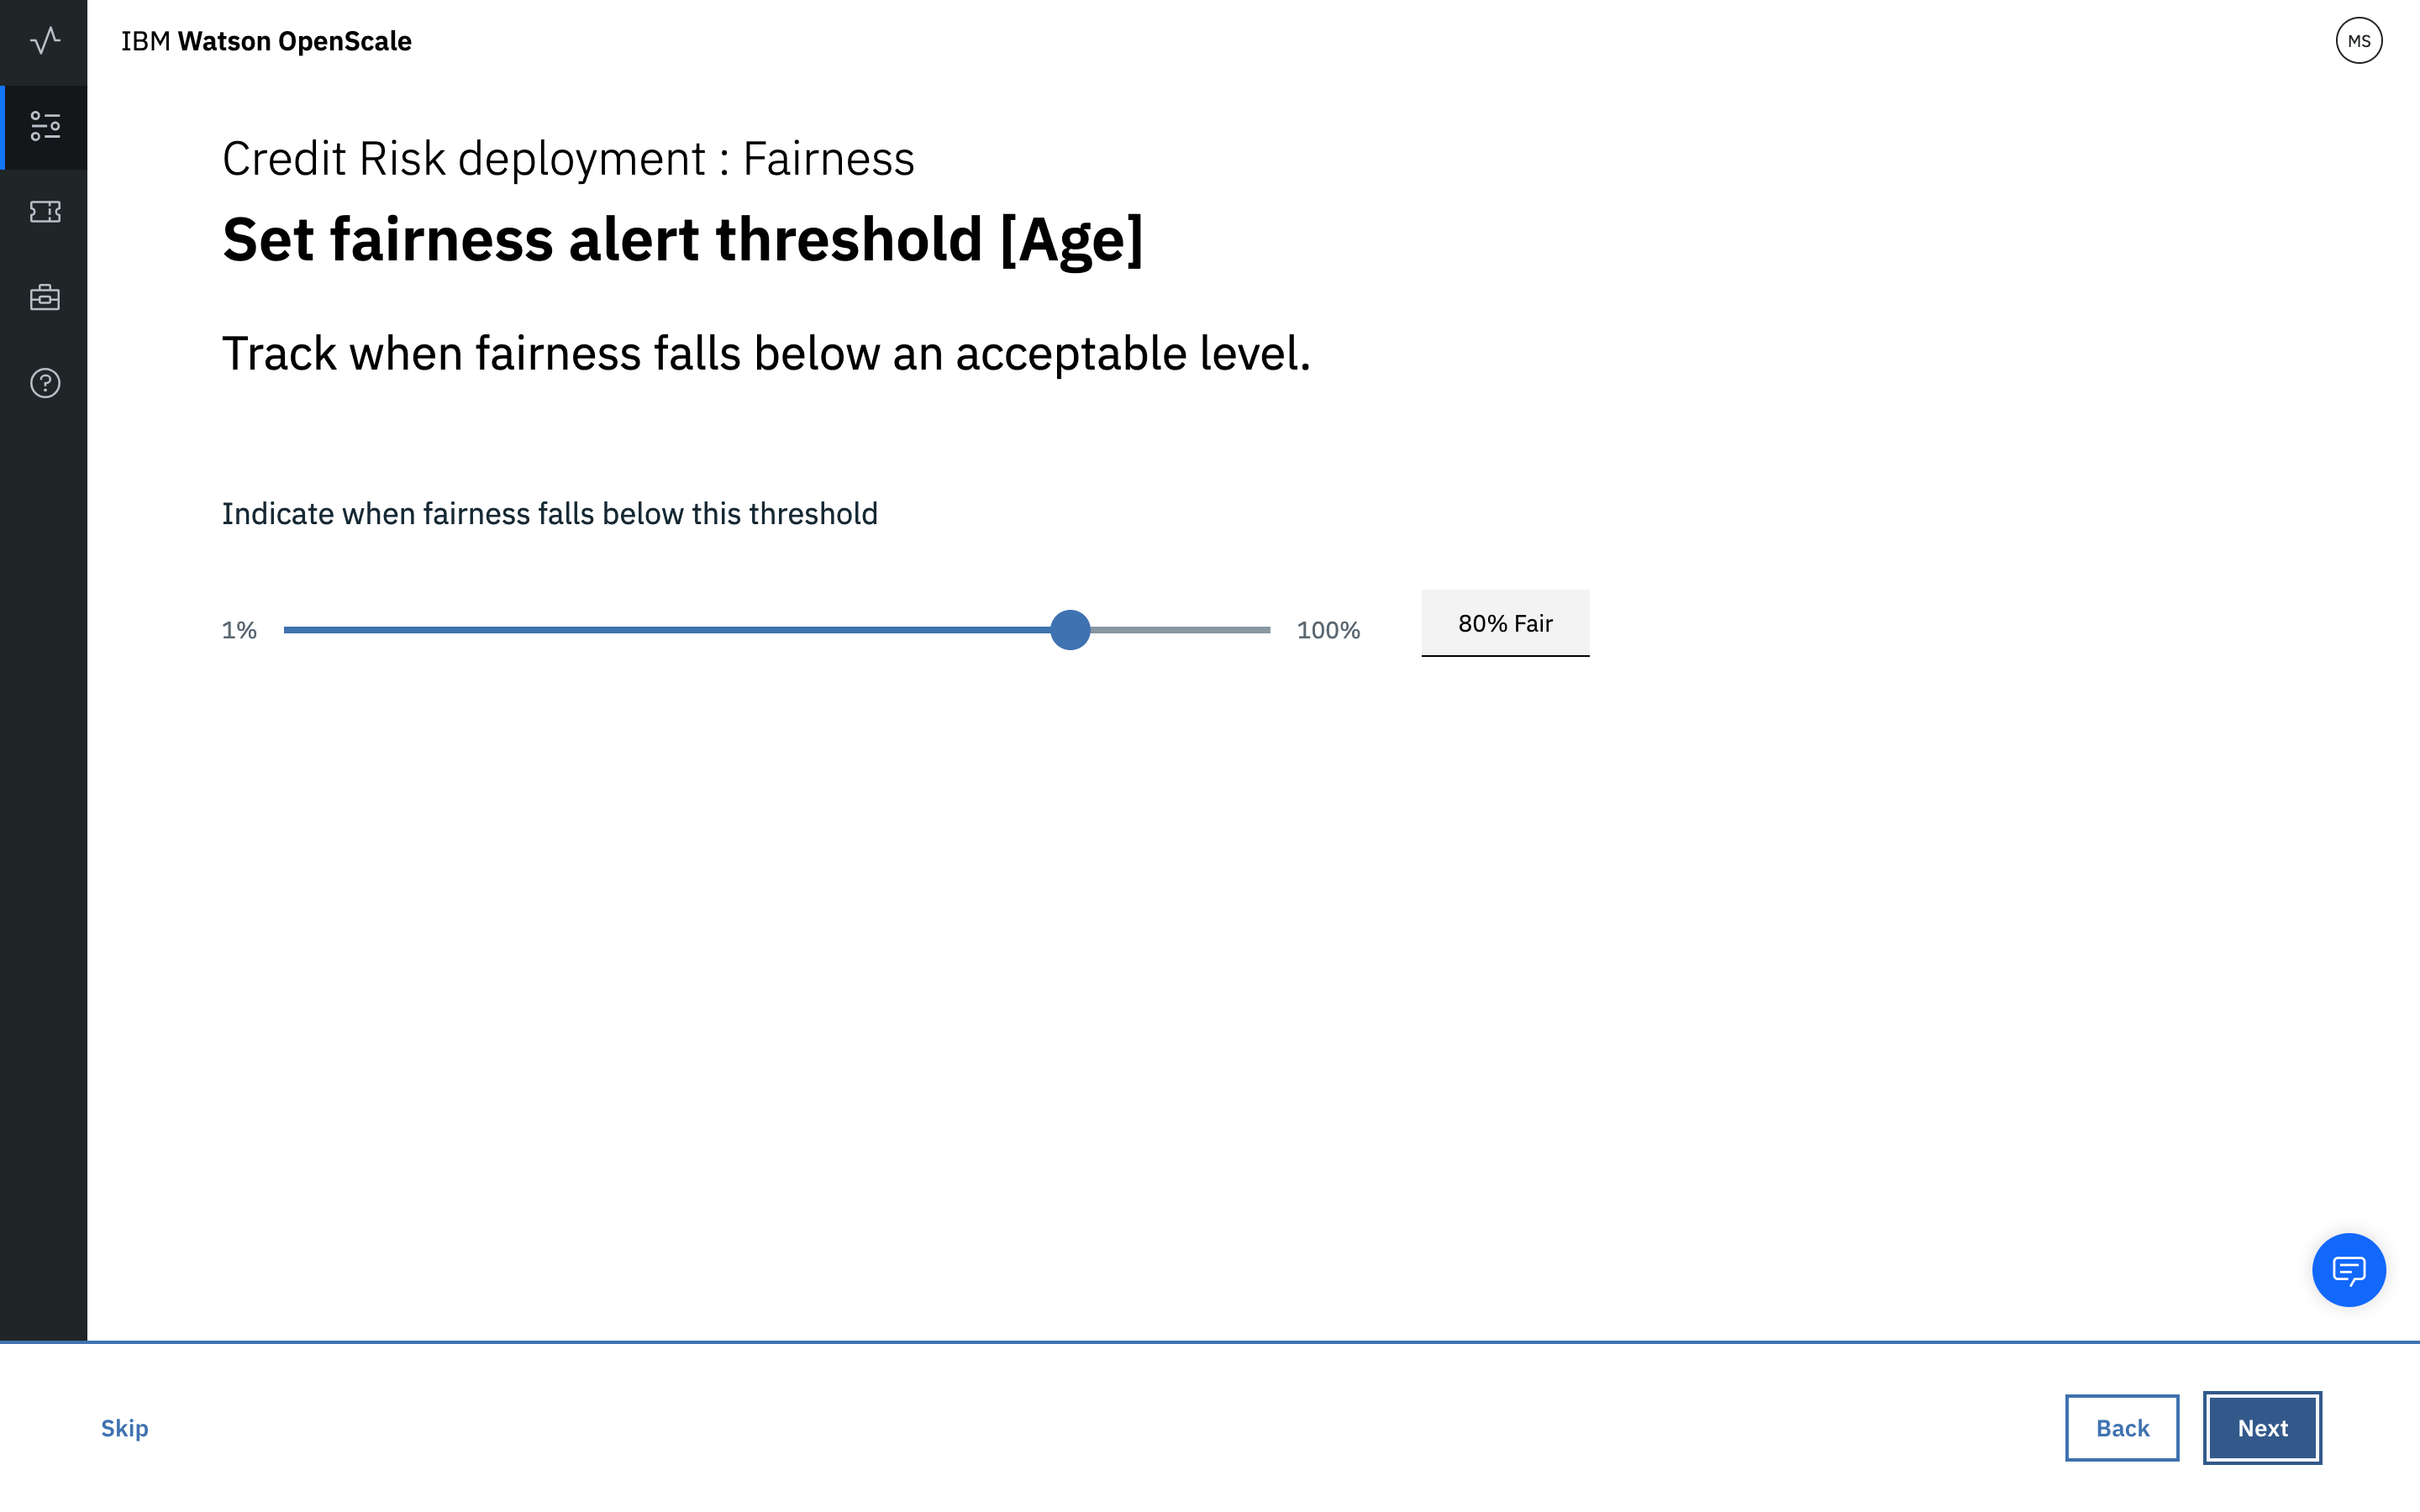 IBM Watson OpenScale
MS
Credit Risk deployment : Fairness
Set fairness alert threshold [Age]
Track when fairness falls below an acceptable level.
Indicate when fairness falls below this threshold
1%
100%
80% Fair
Skip
Back
Next